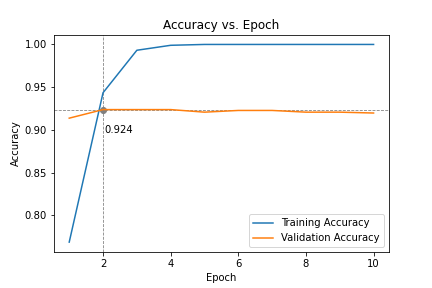 Accuracy vs. Epoch
Accuracy
1.00
0.95
0.90
0.85
0.80
0.924
Training Accuracy
Validation Accuracy
2
4
6
8
10
Epoch